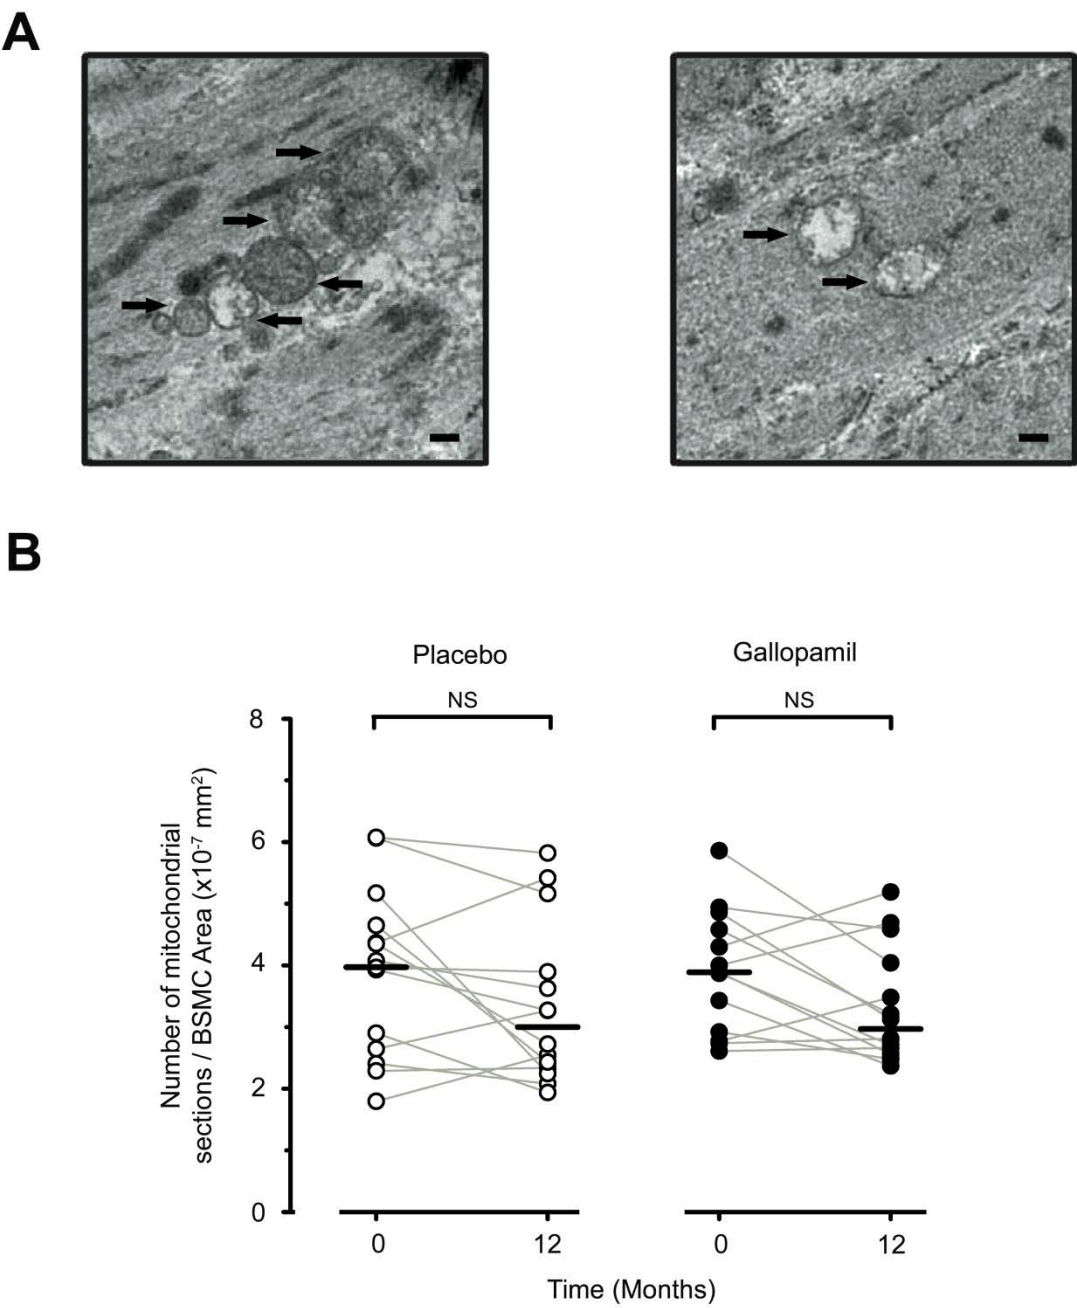 A
B
Placebo
Gallopamil
NS
NS
8
6
4
2
0
Number of mitochondrial
sections / BSMC Area (x10⁻⁷ mm²)
0
12
0
12
Time (Months)